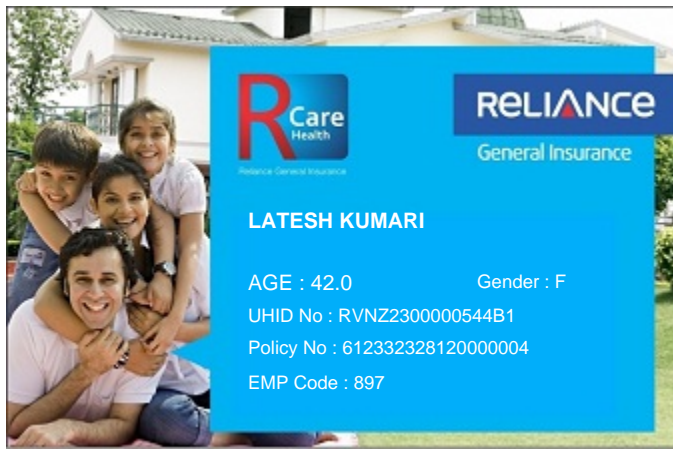 R Care
Health
Reliance General Insurance
RELIANCE
General Insurance
LATESH KUMARI
AGE : 42.0 Gender : F
UHID No : RVNZ2300000544B1
Policy No : 612332328120000004
EMP Code : 897